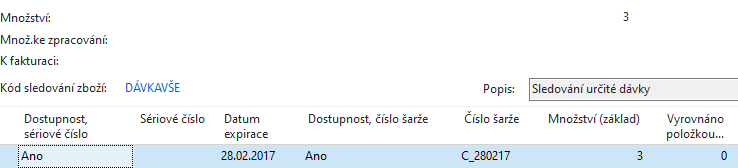 Množství: 3
Množ.ke zpracování:
K fakturaci:
Kód sledování zboží: DÁVKAVŠE Popis: Sledování určité dávky
Dostupnost, Sériové číslo Datum Dostupnost, číslo šarže Číslo šarže Množství (základ) Vyrovnáno
sériové číslo expirace položkou...
Ano 28.02.2017 Ano C_280217 3 0